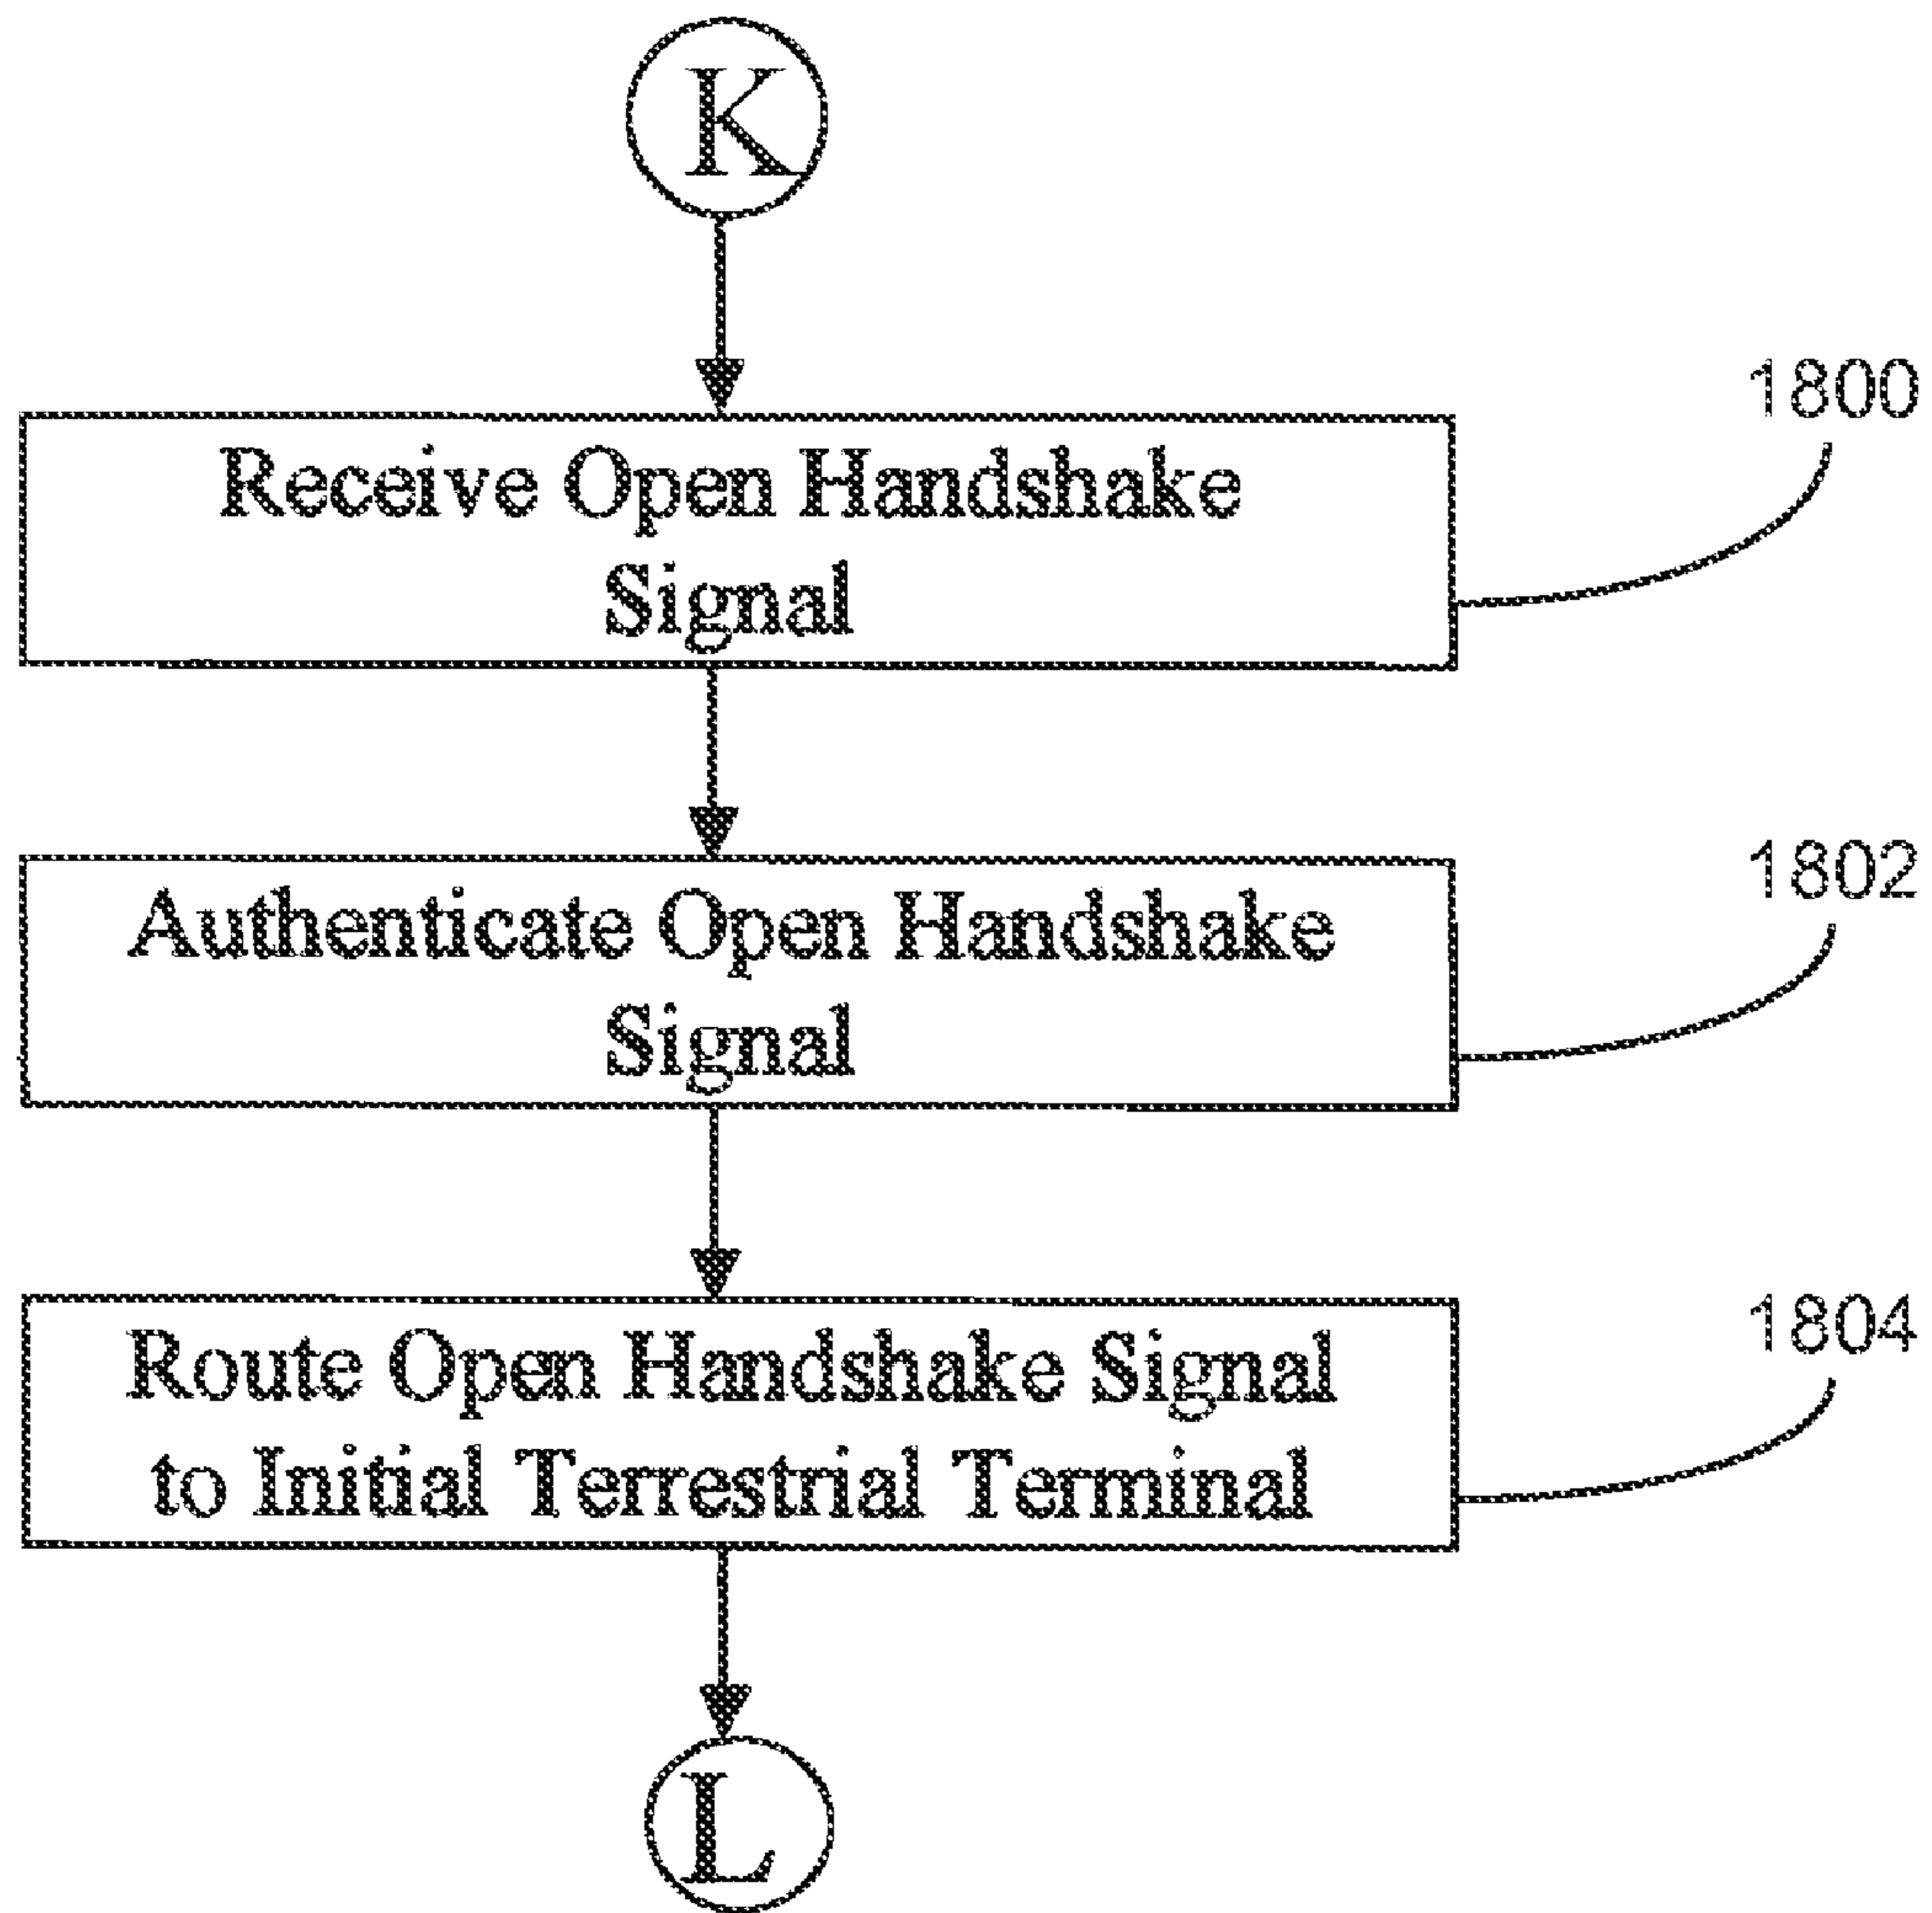 K
1800
Receive Open Handshake
Signal
1802
Authenticate Open Handshake
Signal
1804
Route Open Handshake Signal
to Initial Terrestrial Terminal
L